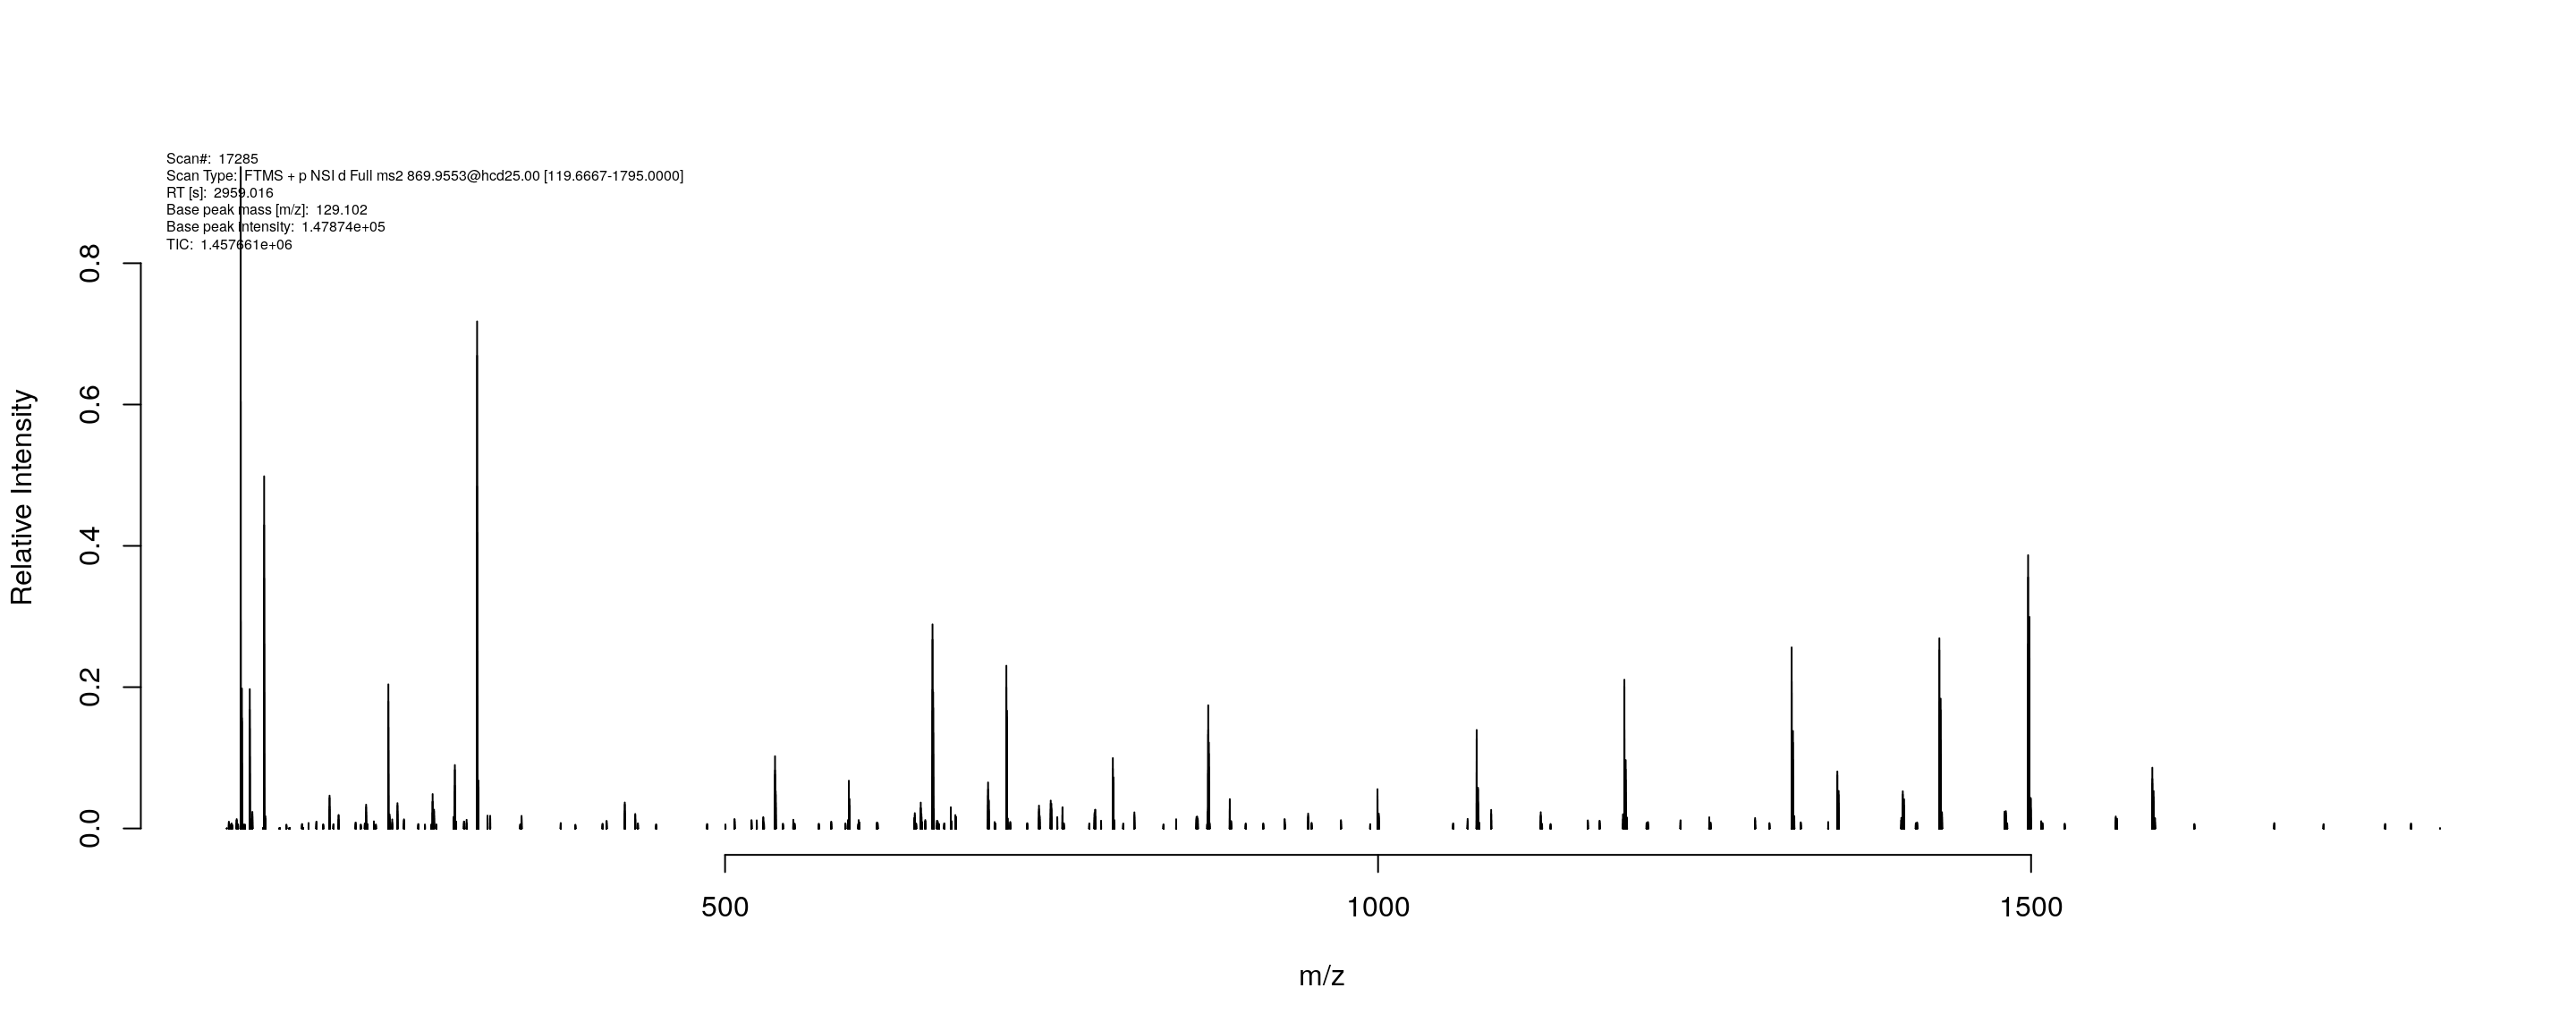 Scan#: 17285
Scan Type: FTMS + p NSI d Full ms2 869.9553@hcd25.00 [119.6667-1795.0000]
RT [s]: 2959.016
Base peak mass [m/z]: 129.102
Base peak intensity: 1.47874e+05
TIC: 1.457661e+06
0.8
0.6
0.4
0.2
0.0
Relative Intensity
500 1000 1500
m/z